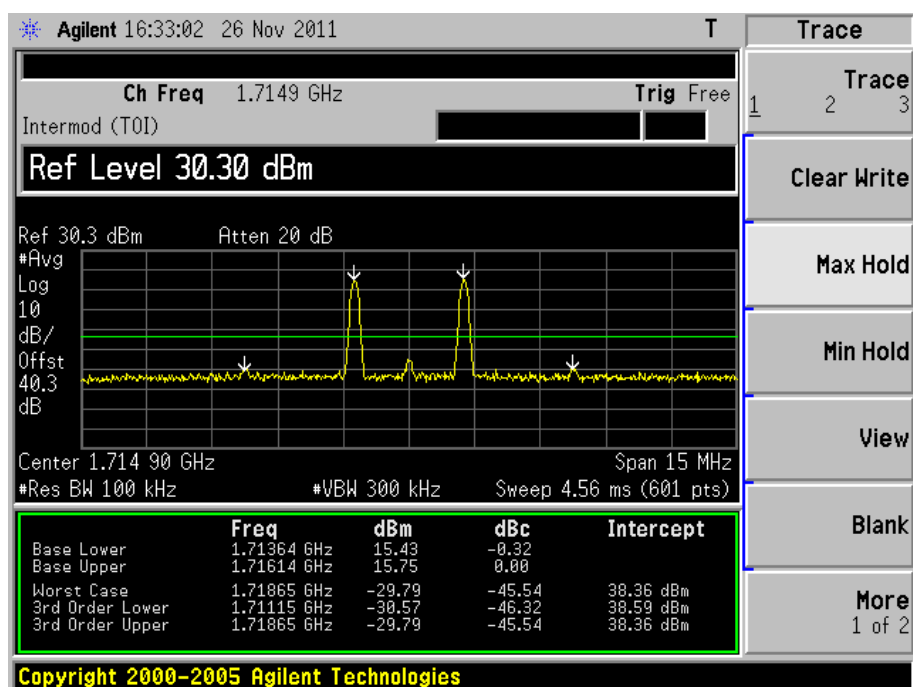 Agilent 16:33:02 26 Nov 2011 T
Trace
Ch Freq 1.7149 GHz Trig Free
Intermod (TOI)
Ref Level 30.30 dBm
Ref 30.3 dBm Atten 20 dB
#Avg
Log
10
dB/
Offst
40.3
dB
Center 1.714 90 GHz Span 15 MHz
#Res BW 100 kHz #VBW 300 kHz Sweep 4.56 ms (601 pts)
Freq dBm dBc Intercept
Base Lower 1.71364 GHz 15.43 -0.32
Base Upper 1.71614 GHz 15.75 0.00
Worst Case 1.71865 GHz -29.79 -45.54 38.36 dBm
3rd Order Lower 1.71115 GHz -30.57 -46.32 38.59 dBm
3rd Order Upper 1.71865 GHz -29.79 -45.54 38.36 dBm
Trace
1 2 3
Clear Write
Max Hold
Min Hold
View
Blank
More
1 of 2
Copyright 2000-2005 Agilent Technologies